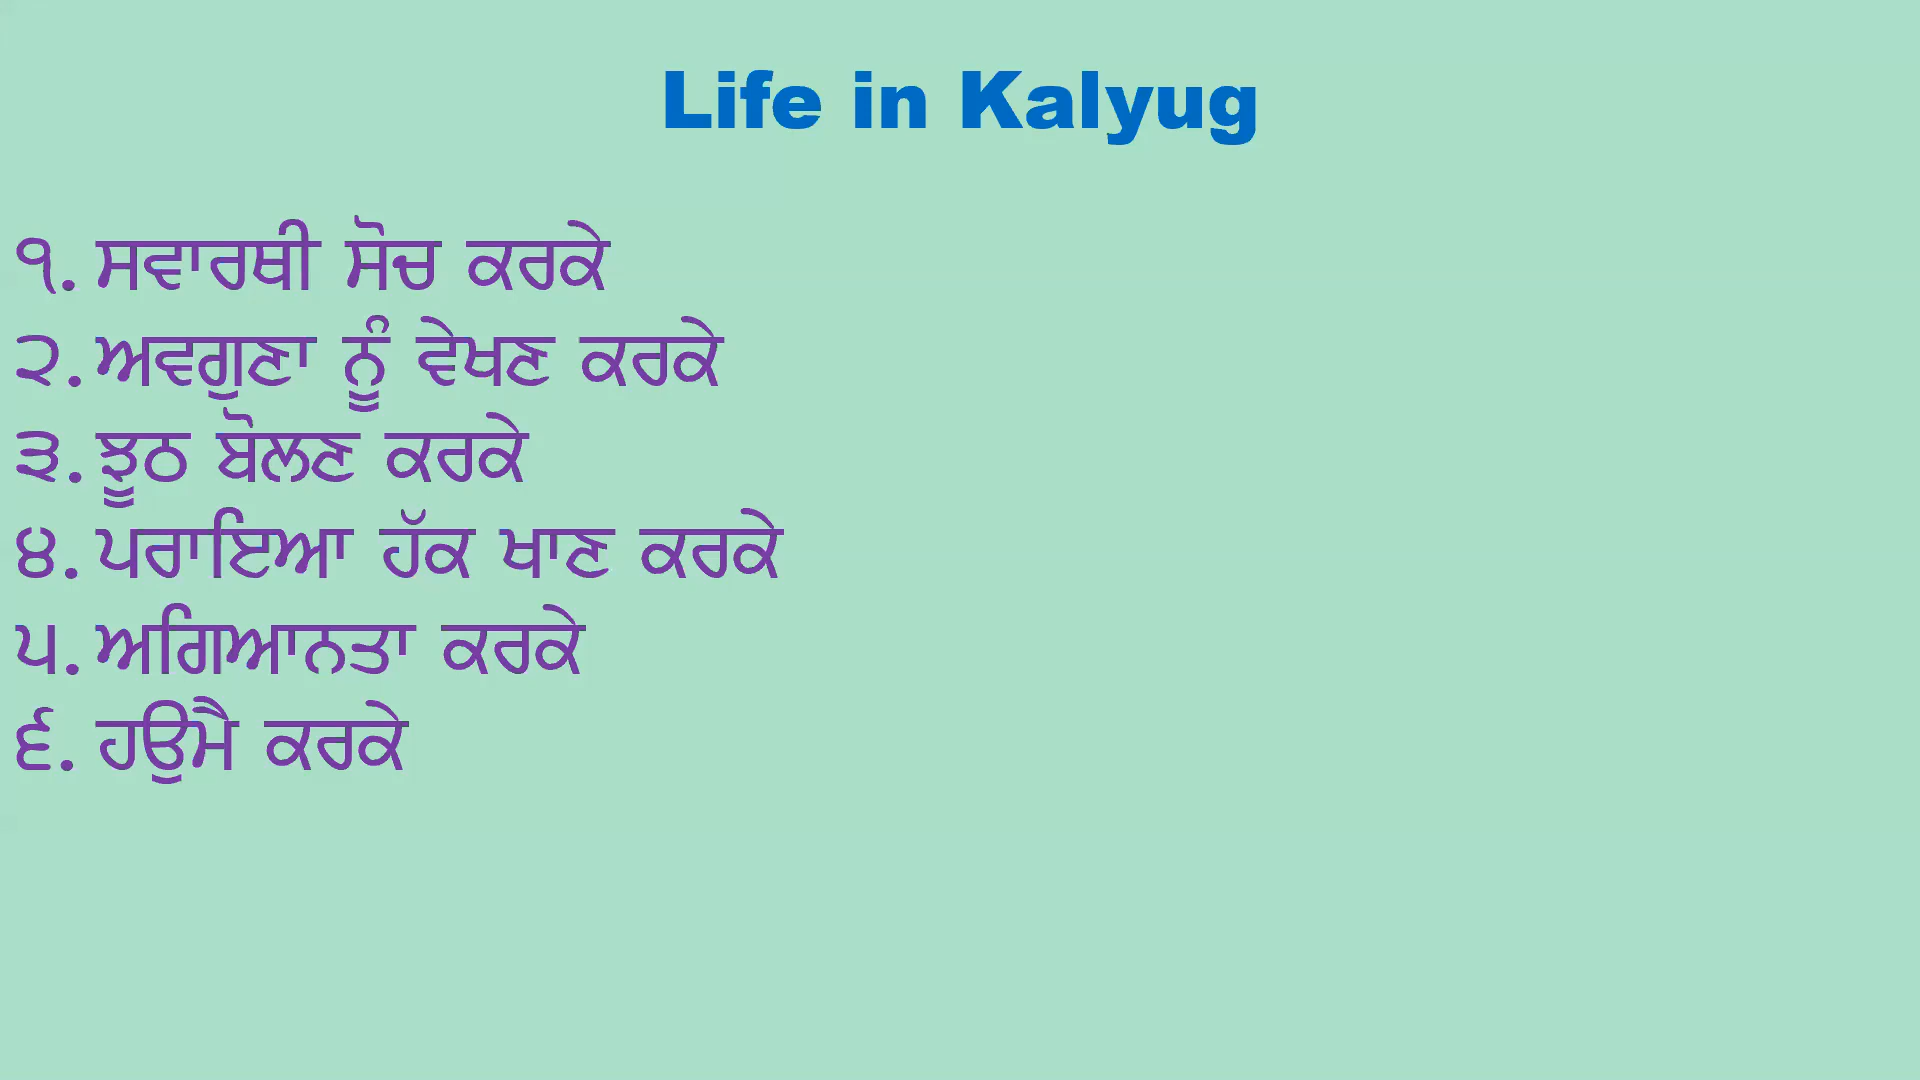 Life in Kalyug
੧. ਸਵਾਰਥੀ ਸੋਚ ਕਰਕੇ
੨. ਅਵਗੁਣਾ ਨੂੰ ਵੇਖਣ ਕਰਕੇ
੩. ਝੂਠ ਬੋਲਣ ਕਰਕੇ
੪. ਪਰਾਇਆ ਹੱਕ ਖਾਣ ਕਰਕੇ
੫. ਅਗਿਆਨਤਾ ਕਰਕੇ
੬. ਹਉਮੈ ਕਰਕੇ